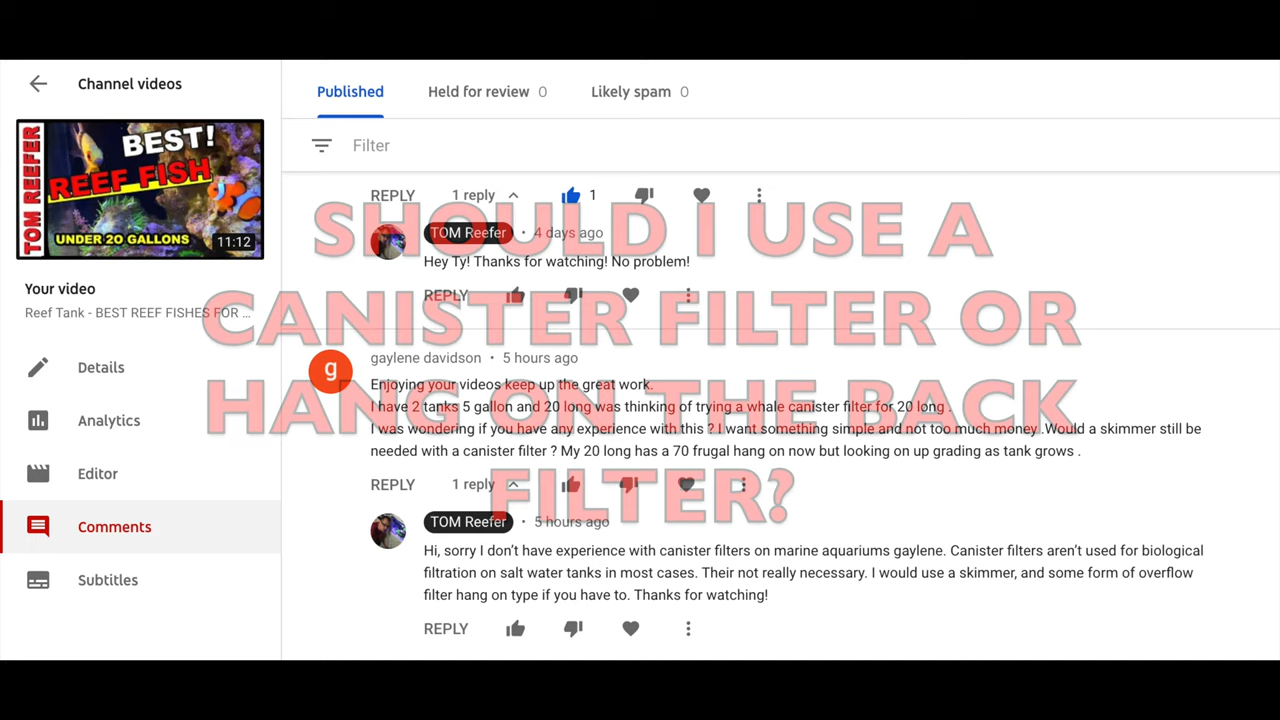 Channel videos
TOM REEFER
BEST!
REEF FISH
UNDER 20 GALLONS
11:12
Your video
Reef Tank - BEST REEF FISHES FOR ...
Details
Analytics
Editor
Comments
Subtitles
Published
Held for review 0
Likely spam 0
Filter
REPLY 1 reply 1
SHOULD I USE A
CANISTER FILTER OR
HANG ON THE BACK
FILTER?
TOM Reefer • 4 days ago
Hey Ty! Thanks for watching! No problem!
REPLY
g
gaylene davidson • 5 hours ago
Enjoying your videos keep up the great work.
I have 2 tanks 5 gallon and 20 long was thinking of trying a whale canister filter for 20 long .
I was wondering if you have any experience with this ? I want something simple and not too much money .Would a skimmer still be
needed with a canister filter ? My 20 long has a 70 frugal hang on now but looking on up grading as tank grows .
REPLY 1 reply
TOM Reefer • 5 hours ago
Hi, sorry I don't have experience with canister filters on marine aquariums gaylene. Canister filters aren't used for biological
filtration on salt water tanks in most cases. Their not really necessary. I would use a skimmer, and some form of overflow
filter hang on type if you have to. Thanks for watching!
REPLY